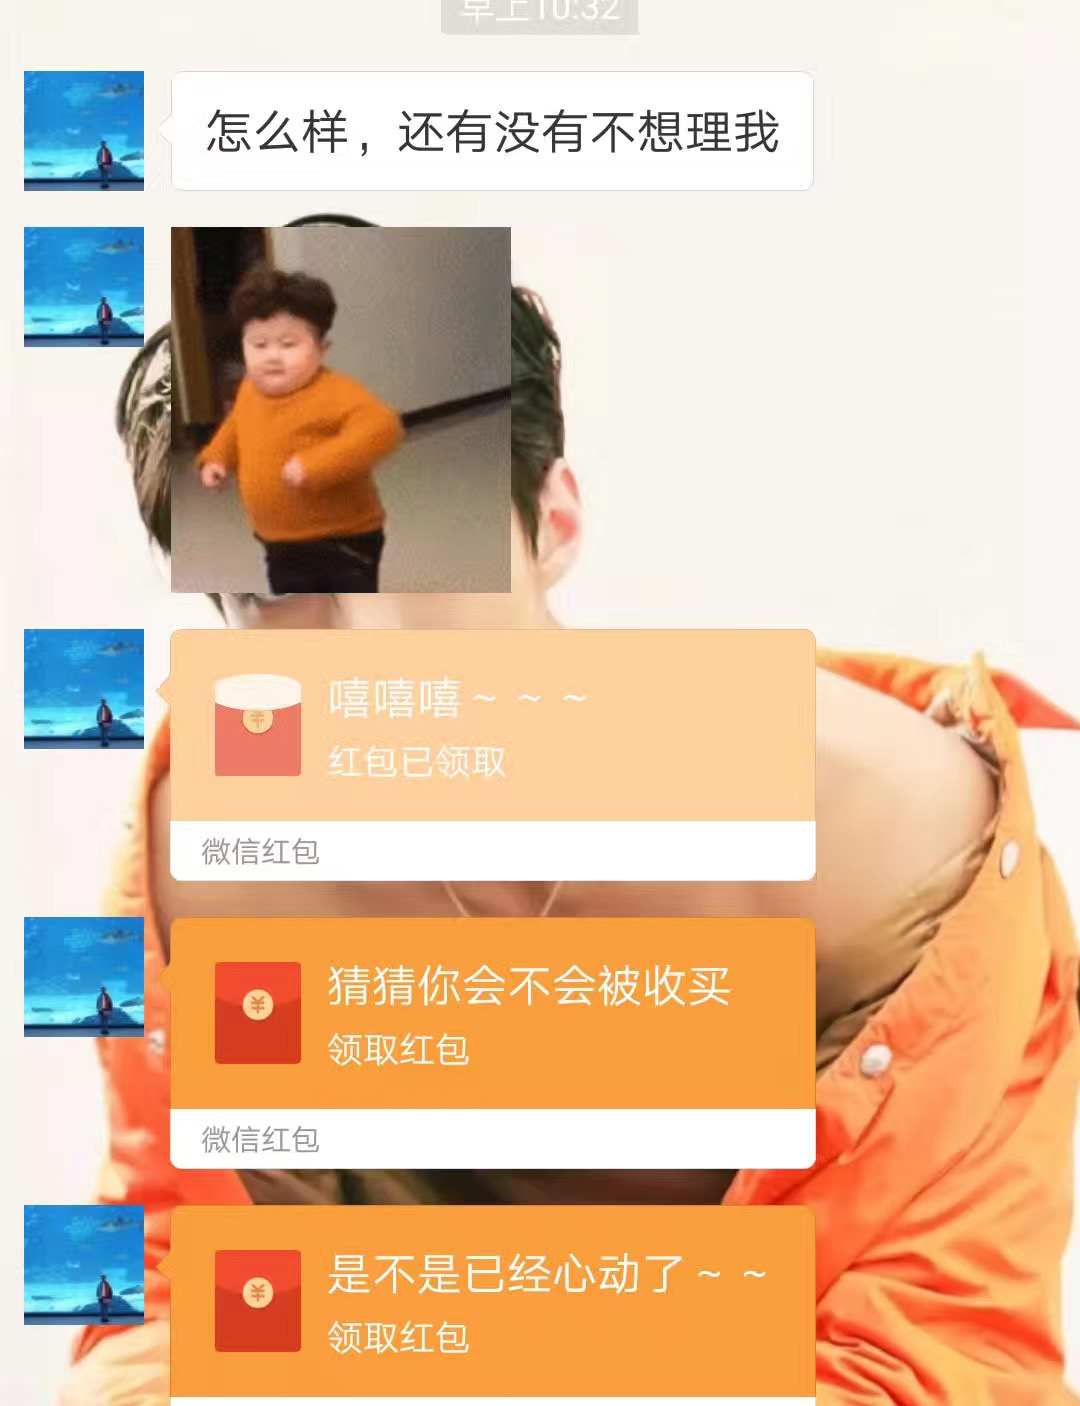 早上10:32
怎么样，还有没有不想理我
嘻嘻嘻～～～
红包已领取
微信红包
猜猜你会不会被收买
领取红包
微信红包
是不是已经心动了～～
领取红包